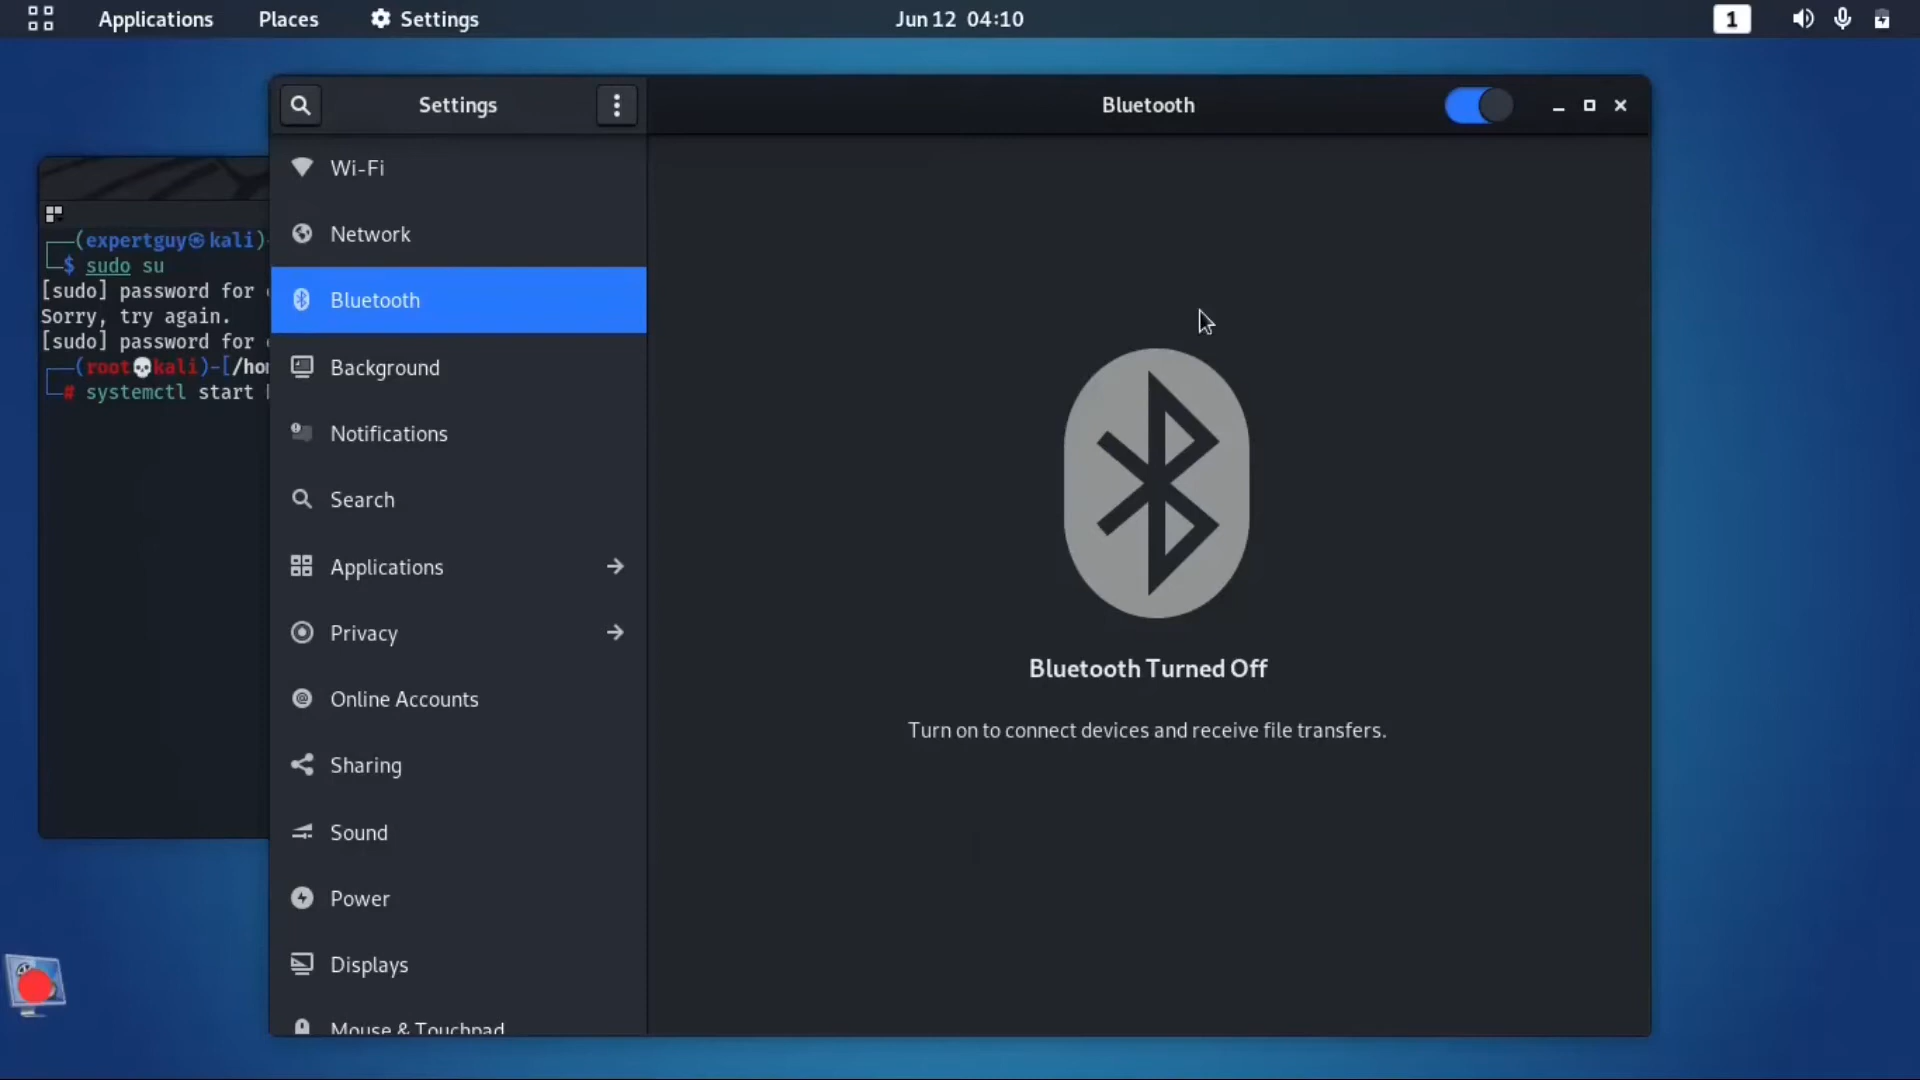 Applications Places Settings Jun 12 04:10 1
Settings
Bluetooth
Wi-Fi
Network
Bluetooth
Background
Notifications
Search
Applications
Privacy
Online Accounts
Sharing
Sound
Power
Displays
Mouse & Touchpad
(expertguy㉿kali)-
$ sudo su
[sudo] password for
Sorry, try again.
[sudo] password for
(root💀kali)-[/ho
# systemctl start
Bluetooth Turned Off
Turn on to connect devices and receive file transfers.